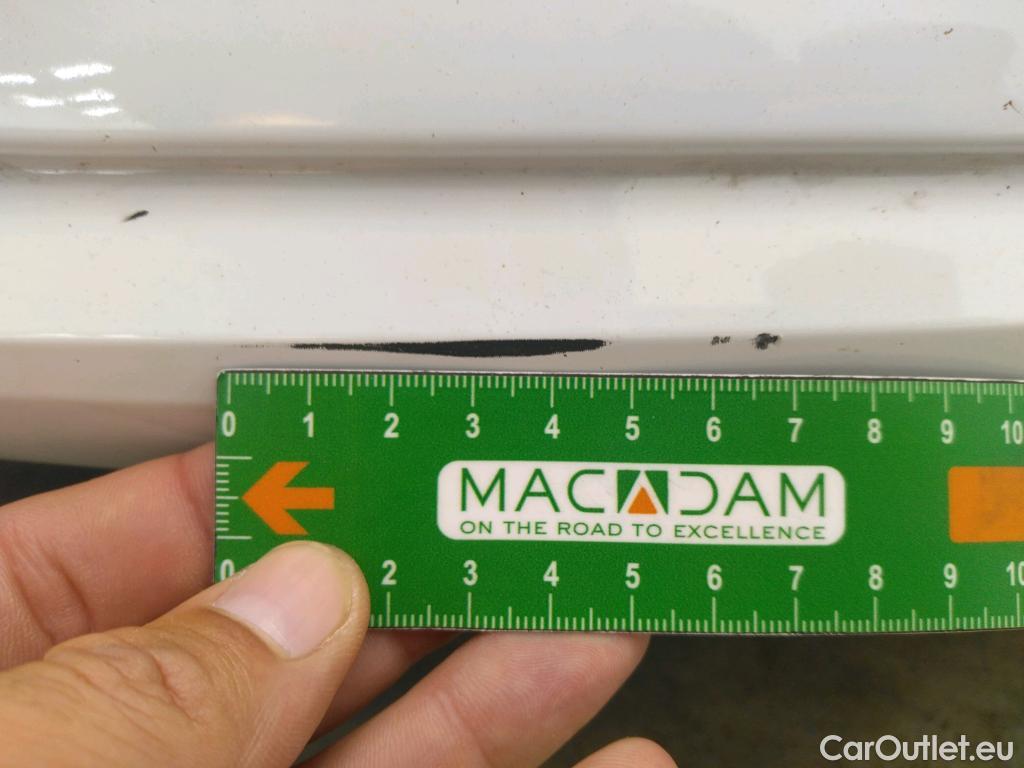 0 1 2 3 4 5 6 7 8 9 10
MACADAM
ON THE ROAD TO EXCELLENCE
0 2 3 4 5 6 7 8 9 10
CarOutlet.eu